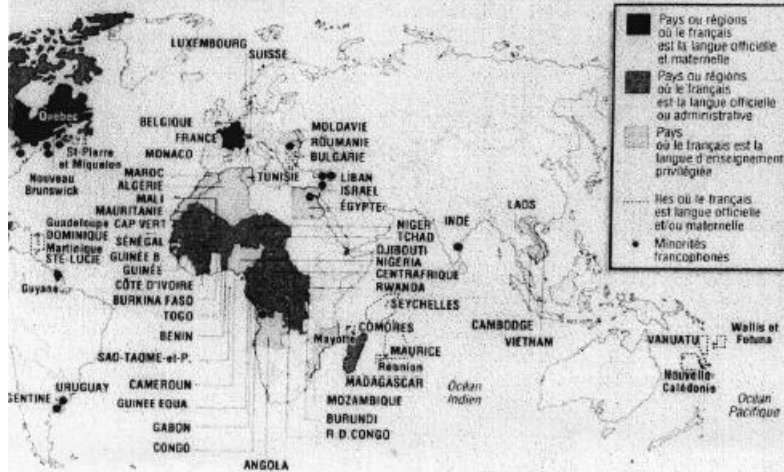 LUXEMBOURG
SUISSE
Pays ou régions
où le français
est la langue officielle
et maternelle
Pays ou régions
où le français
est la langue officielle
ou administrative
Pays
où le français est la
langue d'enseignement
privilégiée
Iles où le français
est langue officielle
et/ou maternelle
Minorités
francophones
Québec
St-Pierre
et Miquelon
Nouveau
Brunswick
BELGIQUE
FRANCE
MONACO
MOLDAVIE
ROUMANIE
BULGARIE
MAROC
ALGÉRIE
MALI
MAURITANIE
CAP VERT
SÉNÉGAL
GUINÉE B.
GUINÉE
CÔTE D'IVOIRE
BURKINA FASO
TOGO
BENIN
SAO-TAOME-et-P.
CAMEROUN
GUINEE EQUA.
GABON
CONGO
ANGOLA
TUNISIE
LIBAN
ISRAEL
ÉGYPTE
NIGER
TCHAD
DJIBOUTI
NIGERIA
CENTRAFRIQUE
RWANDA
SEYCHELLES
COMORES
Mayotte
MAURICE
Réunion
MADAGASCAR
MOZAMBIQUE
BURUNDI
R.D.CONGO
Guadeloupe
DOMINIQUE
Martinique
STE-LUCIE
Guyane
URUGUAY
GENTINE
INDE
LAOS
CAMBODGE
VIETNAM
Océan
Indien
VANUATU
Wallis et
Futuna
Nouvelle
Calédonie
Océan
Pacifique